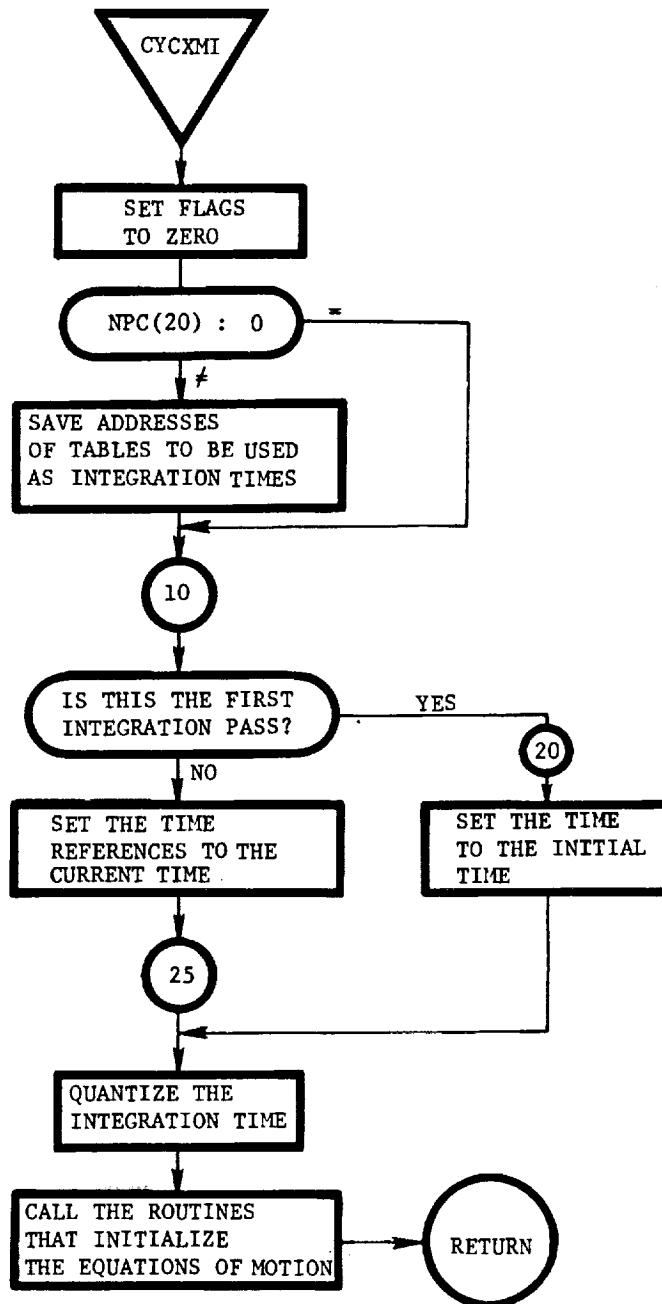 CYCXMI
SET FLAGS
TO ZERO
NPC(20) : 0
=
≠
SAVE ADDRESSES
OF TABLES TO BE USED
AS INTEGRATION TIMES
10
IS THIS THE FIRST
INTEGRATION PASS?
YES
20
NO
SET THE TIME
REFERENCES TO THE
CURRENT TIME
SET THE TIME
TO THE INITIAL
TIME
25
QUANTIZE THE
INTEGRATION TIME
CALL THE ROUTINES
THAT INITIALIZE
THE EQUATIONS OF MOTION
RETURN